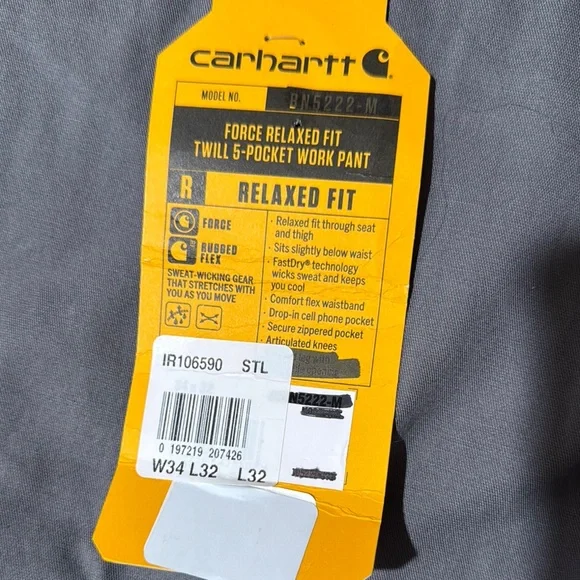 carhartt
MODEL NO. BN5222-M
FORCE RELAXED FIT
TWILL 5-POCKET WORK PANT
R RELAXED FIT
FORCE
RUGGED
FLEX
SWEAT-WICKING GEAR
THAT STRETCHES WITH
YOU AS YOU MOVE
· Relaxed fit through seat
and thigh
· Sits slightly below waist
· FastDry® technology
wicks sweat and keeps
you cool
· Comfort flex waistband
· Drop-in cell phone pocket
· Secure zippered pocket
· Articulated knees
with
IR106590 STL
0 197219 207426
W34 L32 L32
BN5222-M